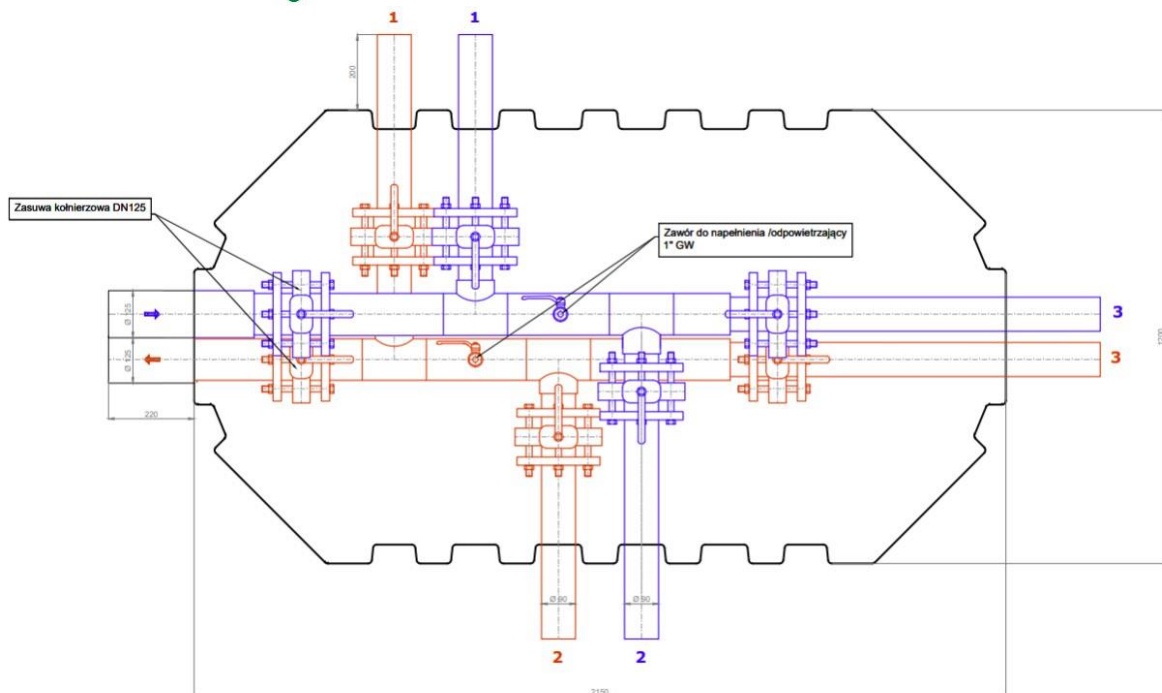 1 1
200
Zasuwa kołnierzowa DN125
Zawór do napełnienia /odpowietrzający
1" GW
Ø 125
3
Ø 125
3
220
Ø 90 Ø 90
2 2